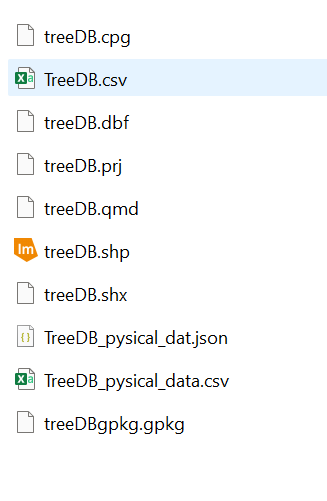 treeDB.cpg
TreeDB.csv
treeDB.dbf
treeDB.prj
treeDB.qmd
lm treeDB.shp
treeDB.shx
TreeDB_pysical_dat.json
TreeDB_pysical_data.csv
treeDBgpkg.gpkg